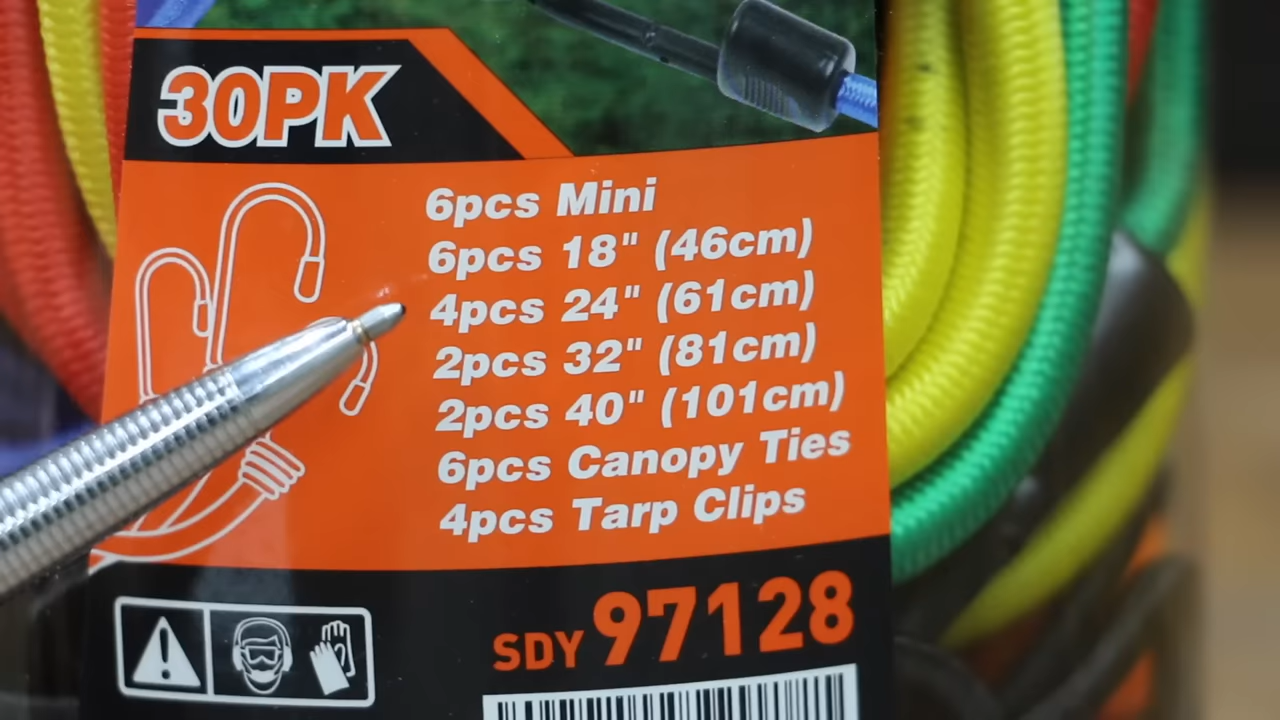 30PK
6pcs Mini
6pcs 18" (46cm)
4pcs 24" (61cm)
2pcs 32" (81cm)
2pcs 40" (101cm)
6pcs Canopy Ties
4pcs Tarp Clips
SDY 97128